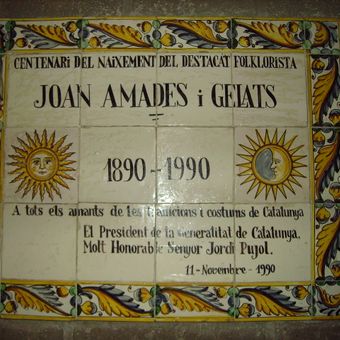 CENTENARI DEL NAIXEMENT DEL DESTACAT FOLKLORISTA
JOAN AMADES i GELATS
1890-1990
A tots els amants de les tradicions i costums de Catalunya
El President de la Generalitat de Catalunya,
Molt Honorable Senyor Jordi Pujol.
11-Novembre-1990